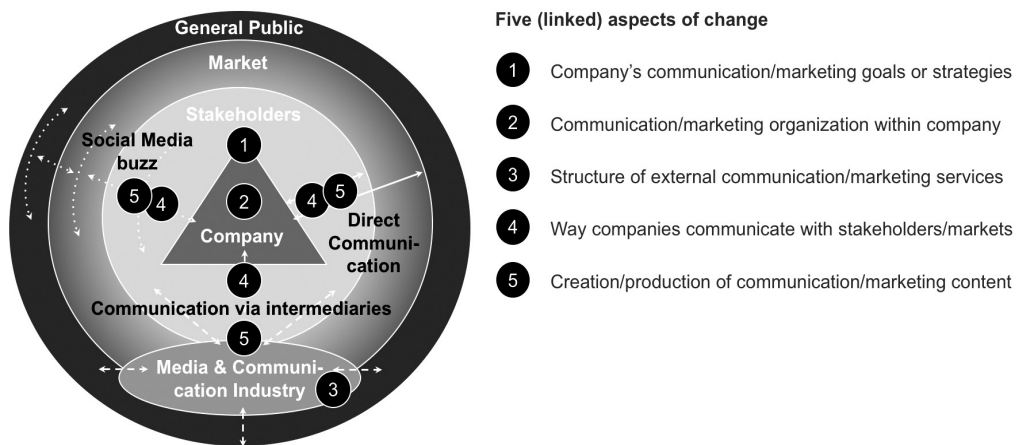 General Public
Market
Stakeholders
Social Media
buzz
1
5
4
2
4
5
Company
Direct
Communi-
cation
4
Communication via intermediaries
5
Media & Communi-
cation Industry
3
Five (linked) aspects of change
1 Company's communication/marketing goals or strategies
2 Communication/marketing organization within company
3 Structure of external communication/marketing services
4 Way companies communicate with stakeholders/markets
5 Creation/production of communication/marketing content